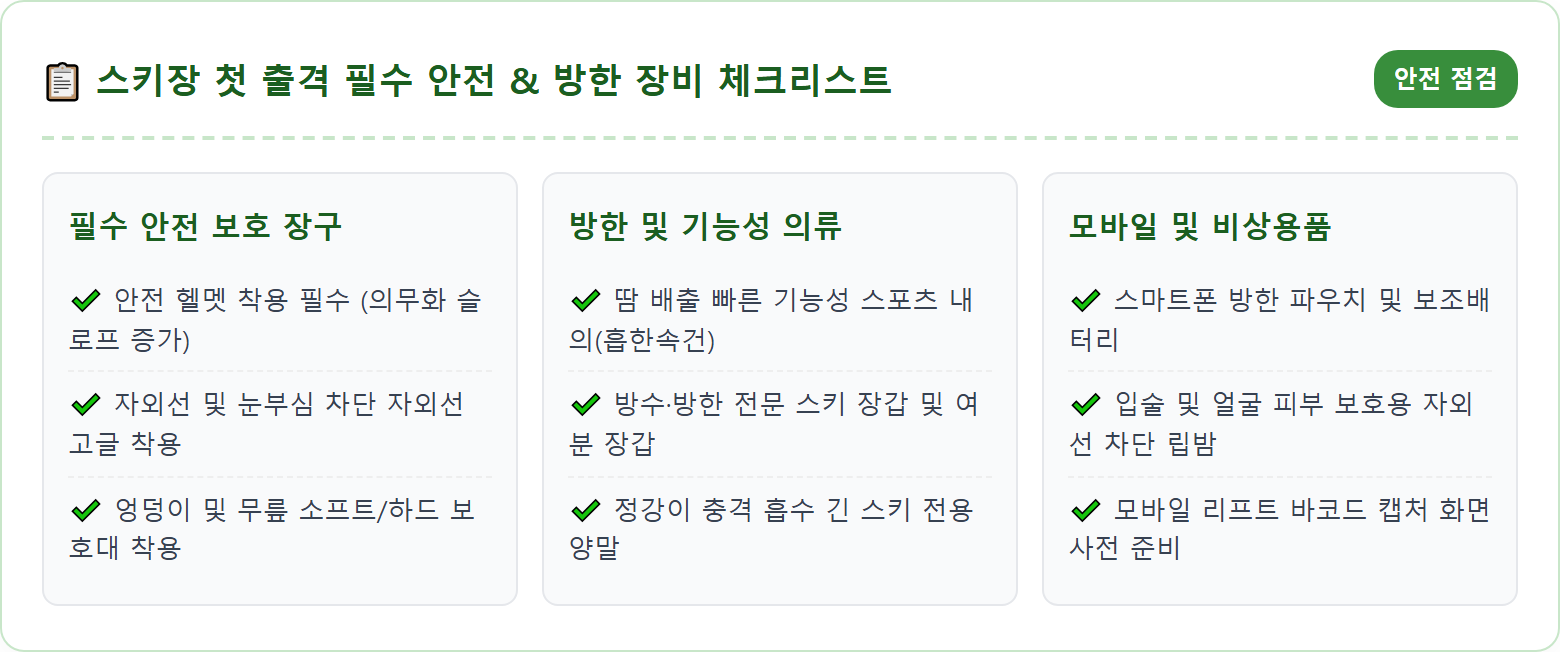 📋 스키장 첫 출격 필수 안전 & 방한 장비 체크리스트
안전 점검
필수 안전 보호 장구
✔ 안전 헬멧 착용 필수 (의무화 슬
로프 증가)
✔ 자외선 및 눈부심 차단 자외선
고글 착용
✔ 엉덩이 및 무릎 소프트/하드 보
호대 착용
방한 및 기능성 의류
✔ 땀 배출 빠른 기능성 스포츠 내
의(흡한속건)
✔ 방수·방한 전문 스키 장갑 및 여
분 장갑
✔ 정강이 충격 흡수 긴 스키 전용
양말
모바일 및 비상용품
✔ 스마트폰 방한 파우치 및 보조배
터리
✔ 입술 및 얼굴 피부 보호용 자외
선 차단 립밤
✔ 모바일 리프트 바코드 캡처 화면
사전 준비